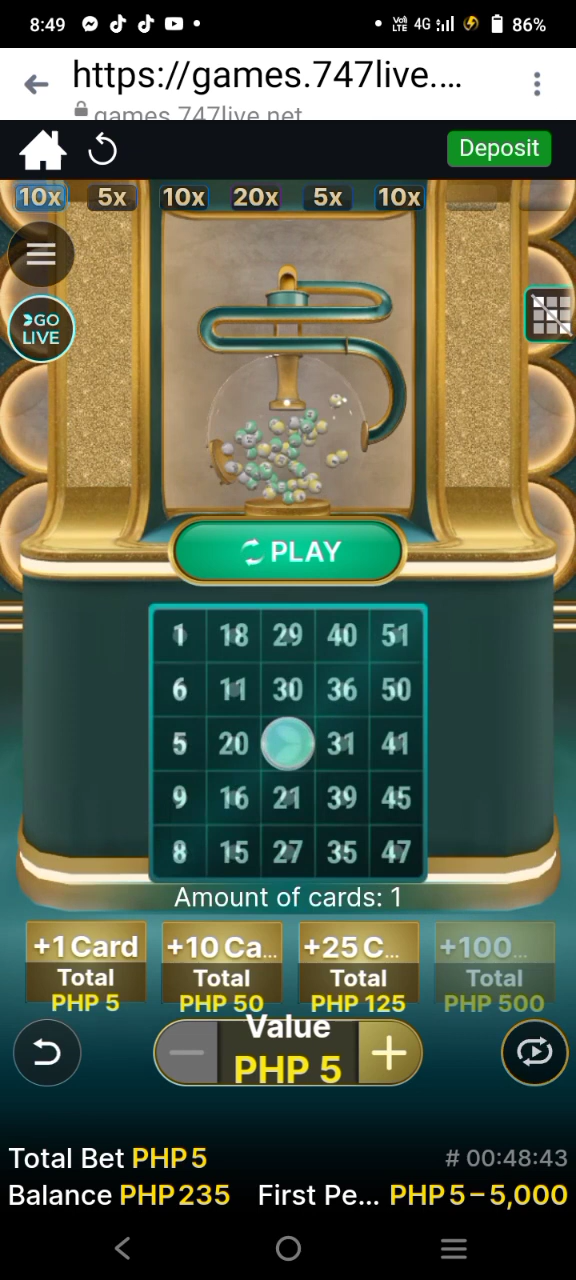 8:49
Vo))
LTE 4G 86%
https://games.747live....
games.747live.net
Deposit
10x 5x 10x 20x 5x 10x
GO
LIVE
PLAY
1 18 29 40 51
6 11 30 36 50
5 20 31 41
9 16 21 39 45
8 15 27 35 47
Amount of cards: 1
+1 Card +10 Ca... +25 C... +100...
Total Total Total Total
PHP 5 PHP 50 PHP 125 PHP 500
Value
PHP 5
Total Bet PHP 5 # 00:48:43
Balance PHP 235 First Pe... PHP 5–5,000